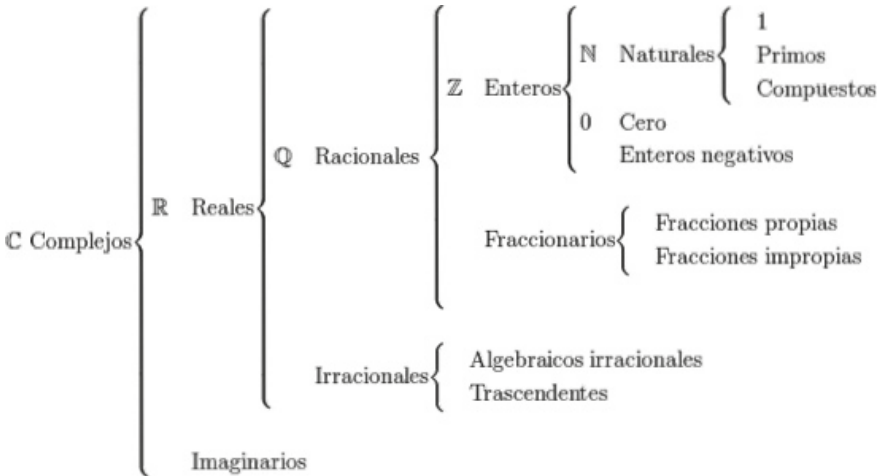 1
ℕ Naturales Primos
ℤ Enteros Compuestos
0 Cero
ℚ Racionales Enteros negativos
ℝ Reales
Fracciones propias
ℂ Complejos Fraccionarios
Fracciones impropias
Algebraicos irracionales
Irracionales
Trascendentes
Imaginarios